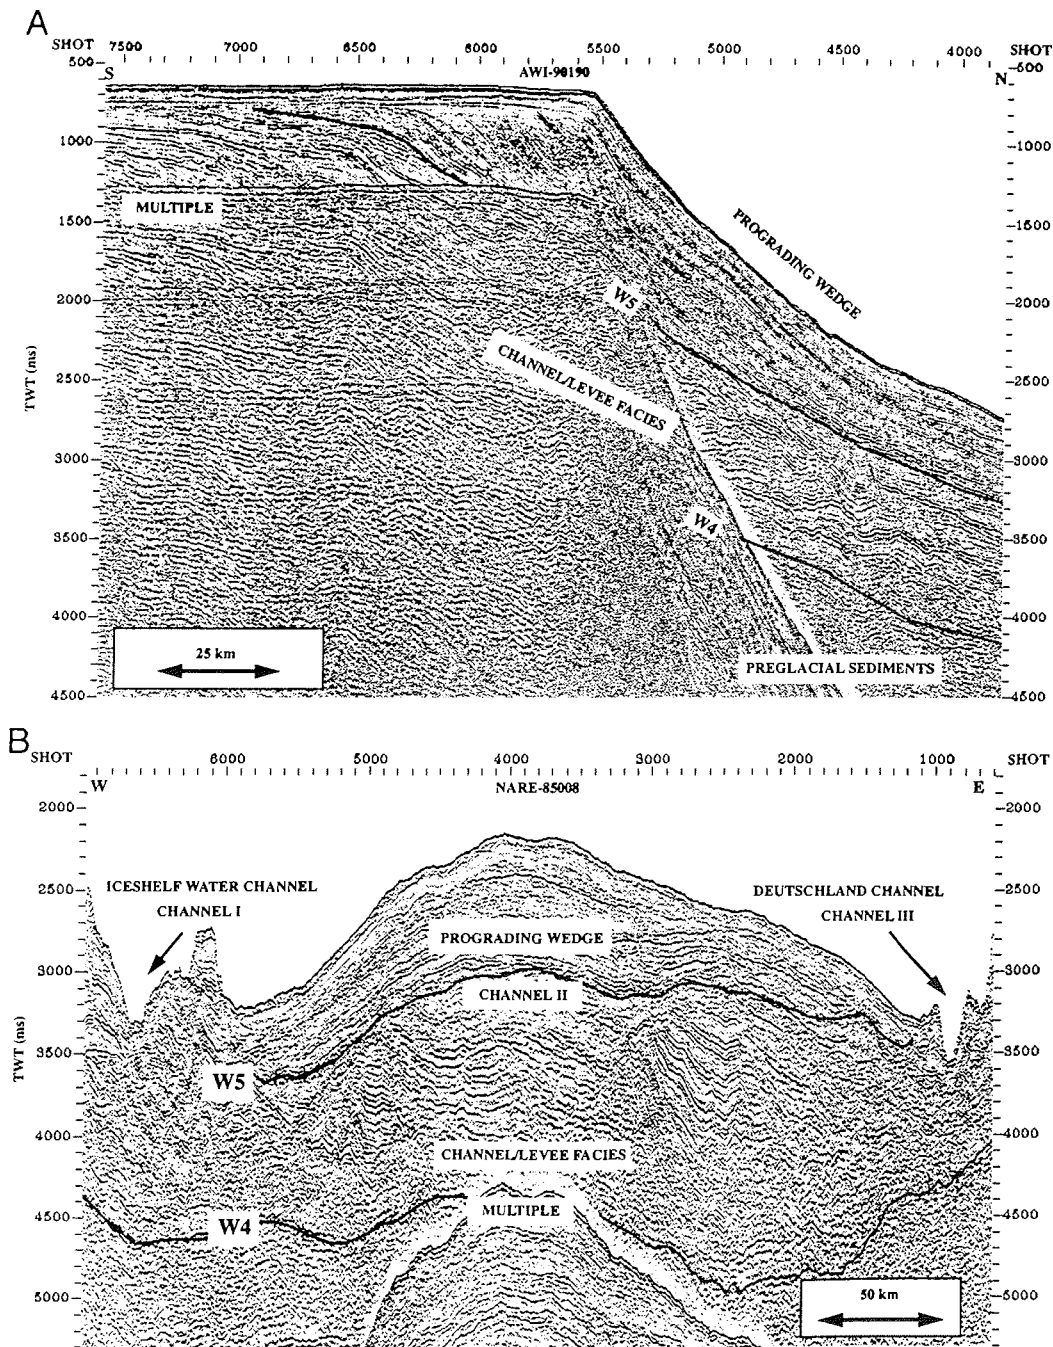 A
SHOT 7500 7000 6500 6000 5500 5000 4500 4000 SHOT
500 S AWI-90190 N 500
1000 1000
MULTIPLE
1500 1500
PROGRADING WEDGE
2000 W5 2000
CHANNEL/LEVEE FACIES
TWT (ms)
2500 2500
3000 3000
W4
3500 3500
4000 4000
25 km
PREGLACIAL SEDIMENTS
4500 4500
B
SHOT 6000 5000 4000 3000 2000 1000 SHOT
W NARE-85008 E
2000 2000
ICESHELF WATER CHANNEL
CHANNEL I
2500 2500
DEUTSCHLAND CHANNEL
CHANNEL III
PROGRADING WEDGE
3000 3000
CHANNEL II
TWT (ms)
3500 3500
W5
4000 4000
CHANNEL/LEVEE FACIES
MULTIPLE
4500 W4 4500
5000 5000
50 km